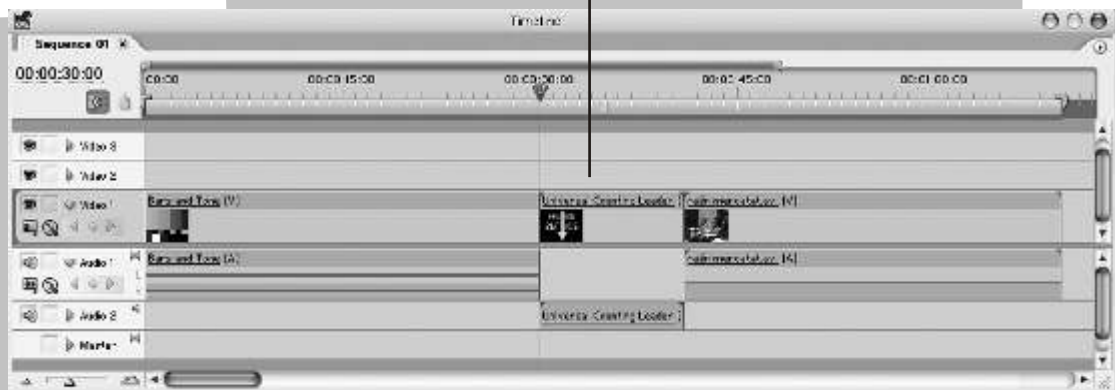 Timeline
Sequence 01
00:00:30:00
00:00
00:00:15:00
00:00:30:00
00:00:45:00
00:01:00:00
Video 3
Video 2
Video 1
Bars and Tone (V)
Universal Counting Leader
(V)
Audio 1
Bars and Tone (A)
(A)
Audio 2
Universal Counting Leader
Master